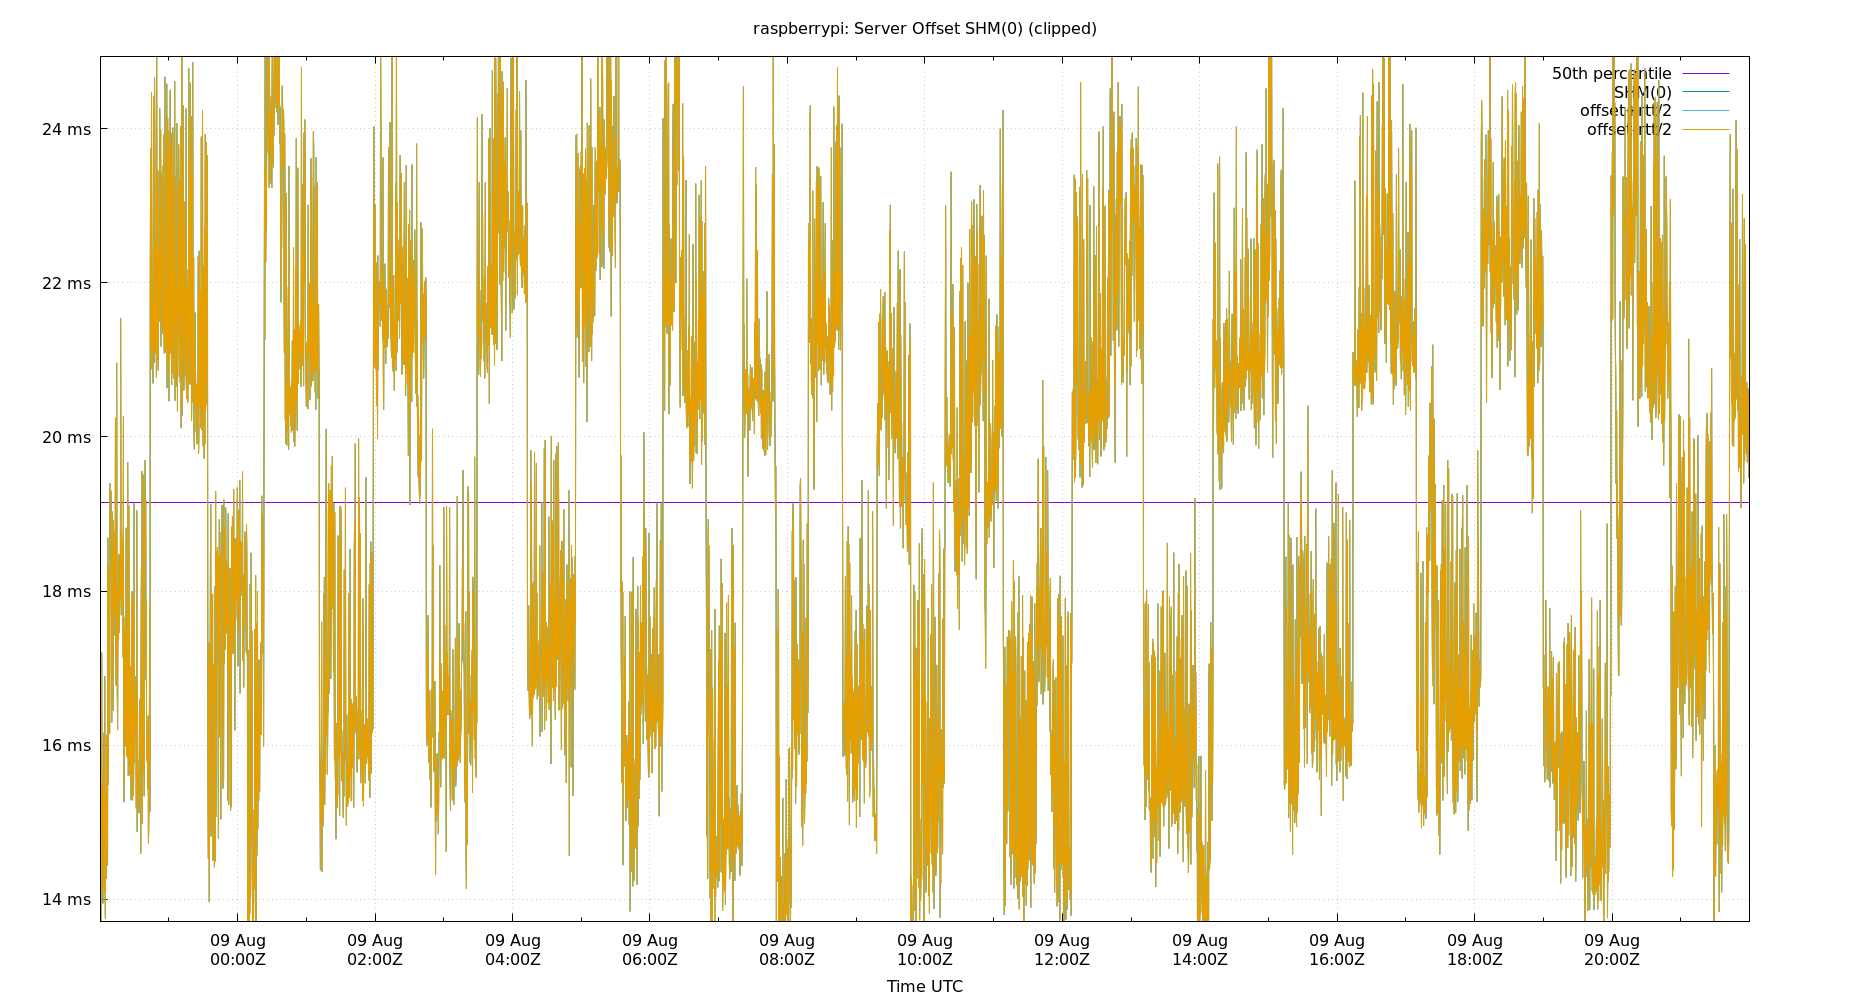 raspberrypi: Server Offset SHM(0) (clipped)
50th percentile
SHM(0)
offset+rtt/2
offset-rtt/2
24 ms
22 ms
20 ms
18 ms
16 ms
14 ms
09 Aug 09 Aug 09 Aug 09 Aug 09 Aug 09 Aug 09 Aug 09 Aug 09 Aug 09 Aug 09 Aug
00:00Z 02:00Z 04:00Z 06:00Z 08:00Z 10:00Z 12:00Z 14:00Z 16:00Z 18:00Z 20:00Z
Time UTC